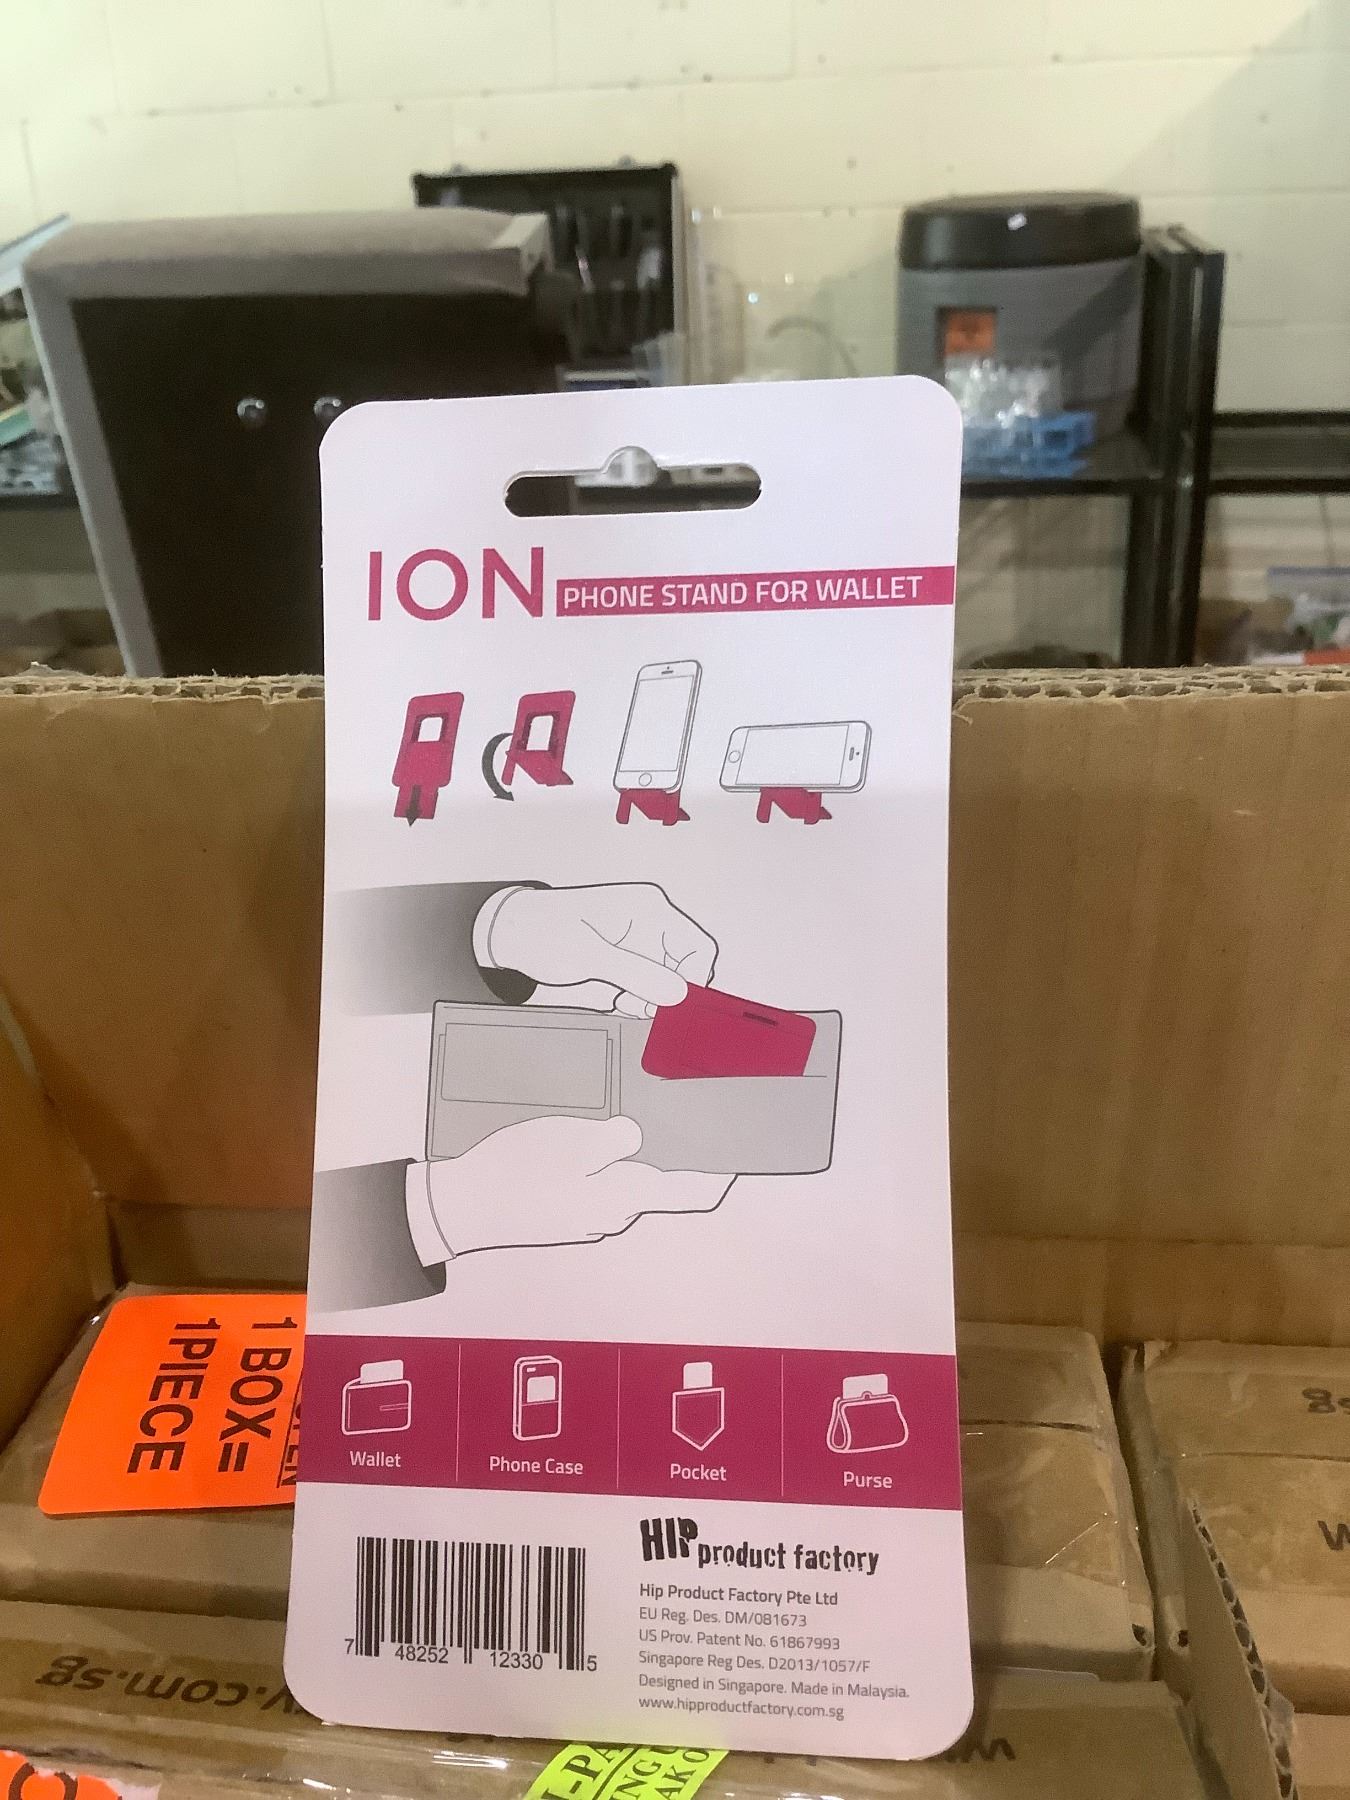 ION PHONE STAND FOR WALLET
Wallet
Phone Case
Pocket
Purse
HIP product factory
Hip Product Factory Pte Ltd
EU Reg. Des. DM/081673
US Prov. Patent No. 61867993
Singapore Reg Des. D2013/1057/F
Designed in Singapore. Made in Malaysia.
www.hipproductfactory.com.sg
7 48252 12330 5
1 BOX=
1PIECE
y.com.sg